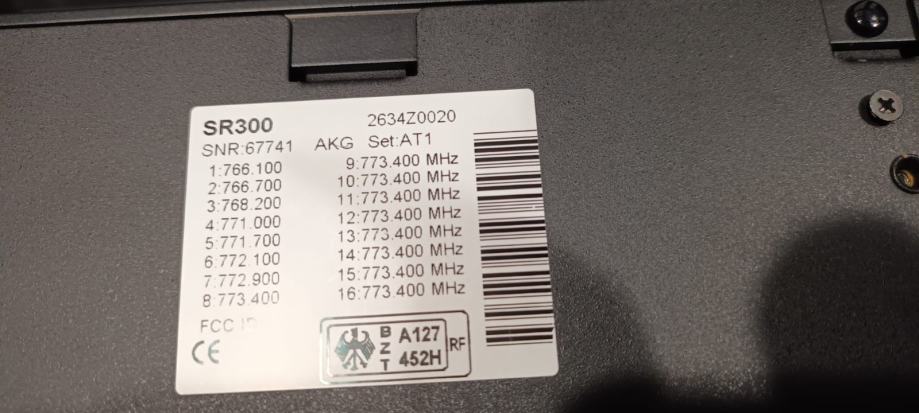 SR300 2634Z0020
SNR:67741 AKG Set:AT1
1:766.100 9:773.400 MHz
2:766.700 10:773.400 MHz
3:768.200 11:773.400 MHz
4:771.000 12:773.400 MHz
5:771.700 13:773.400 MHz
6:772.100 14:773.400 MHz
7:772.900 15:773.400 MHz
8:773.400 16:773.400 MHz
FCC
CE
BZT A127 452H RF